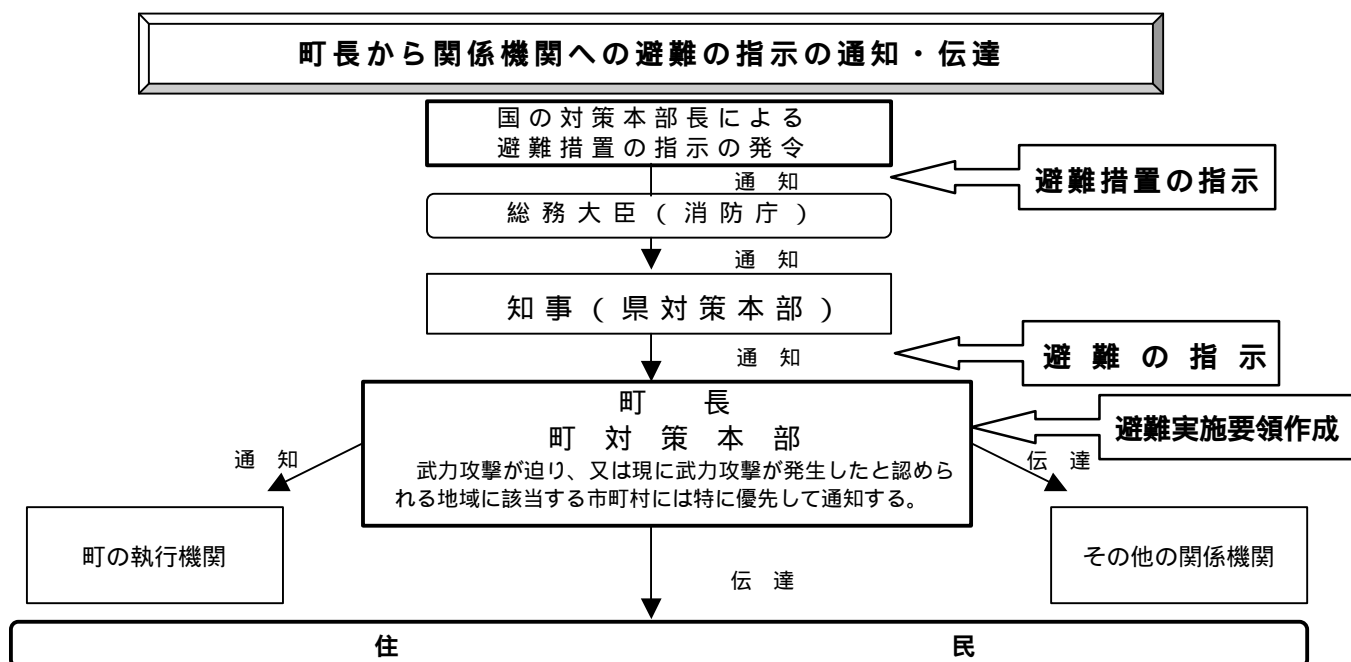 町長から関係機関への避難の指示の通知・伝達
国の対策本部長による
避難措置の指示の発令
通 知
避難措置の指示
総務大臣(消防庁)
通 知
知事(県対策本部)
通 知
避難の指示
町 長
町対策本部
武力攻撃が迫り、又は現に武力攻撃が発生したと認めら
れる地域に該当する市町村には特に優先して通知する。
避難実施要領作成
通 知
伝 達
町の執行機関
その他の関係機関
伝 達
住 民